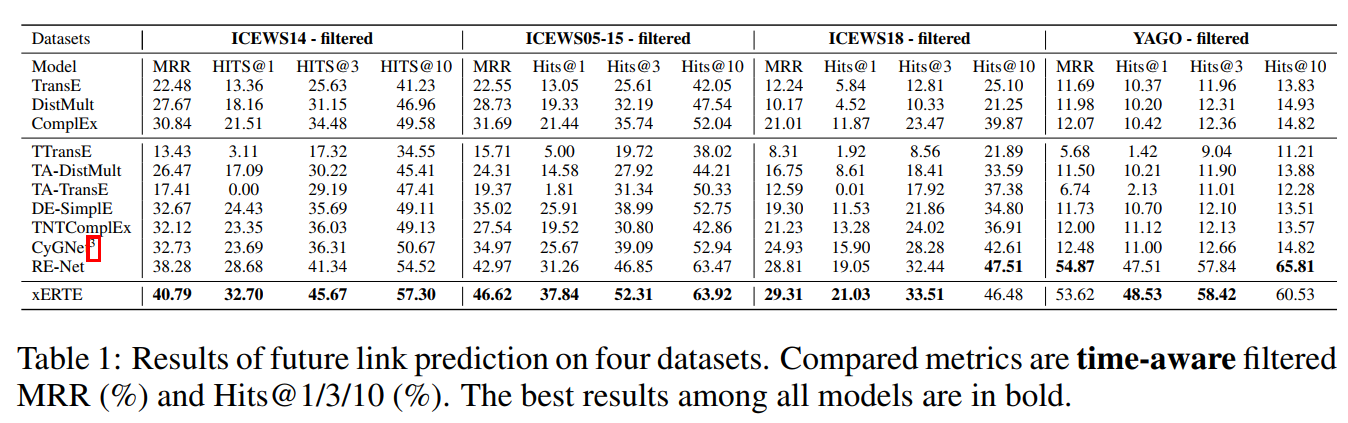 Datasets ICEWS14 - filtered ICEWS05-15 - filtered ICEWS18 - filtered YAGO - filtered
Model MRR HITS@1 HITS@3 HITS@10 MRR Hits@1 Hits@3 Hits@10 MRR Hits@1 Hits@3 Hits@10 MRR Hits@1 Hits@3 Hits@10
TransE 22.48 13.36 25.63 41.23 22.55 13.05 25.61 42.05 12.24 5.84 12.81 25.10 11.69 10.37 11.96 13.83
DistMult 27.67 18.16 31.15 46.96 28.73 19.33 32.19 47.54 10.17 4.52 10.33 21.25 11.98 10.20 12.31 14.93
ComplEx 30.84 21.51 34.48 49.58 31.69 21.44 35.74 52.04 21.01 11.87 23.47 39.87 12.07 10.42 12.36 14.82
TTransE 13.43 3.11 17.32 34.55 15.71 5.00 19.72 38.02 8.31 1.92 8.56 21.89 5.68 1.42 9.04 11.21
TA-DistMult 26.47 17.09 30.22 45.41 24.31 14.58 27.92 44.21 16.75 8.61 18.41 33.59 11.50 10.21 11.90 13.88
TA-TransE 17.41 0.00 29.19 47.41 19.37 1.81 31.34 50.33 12.59 0.01 17.92 37.38 6.74 2.13 11.01 12.28
DE-SimplE 32.67 24.43 35.69 49.11 35.02 25.91 38.99 52.75 19.30 11.53 21.86 34.80 11.73 10.70 12.10 13.51
TNTComplEx 32.12 23.35 36.03 49.13 27.54 19.52 30.80 42.86 21.23 13.28 24.02 36.91 12.00 11.12 12.13 13.57
CyGNet3 32.73 23.69 36.31 50.67 34.97 25.67 39.09 52.94 24.93 15.90 28.28 42.61 12.48 11.00 12.66 14.82
RE-Net 38.28 28.68 41.34 54.52 42.97 31.26 46.85 63.47 28.81 19.05 32.44 47.51 54.87 47.51 57.84 65.81
xERTE 40.79 32.70 45.67 57.30 46.62 37.84 52.31 63.92 29.31 21.03 33.51 46.48 53.62 48.53 58.42 60.53
Table 1: Results of future link prediction on four datasets. Compared metrics are time-aware filtered
MRR (%) and Hits@1/3/10 (%). The best results among all models are in bold.